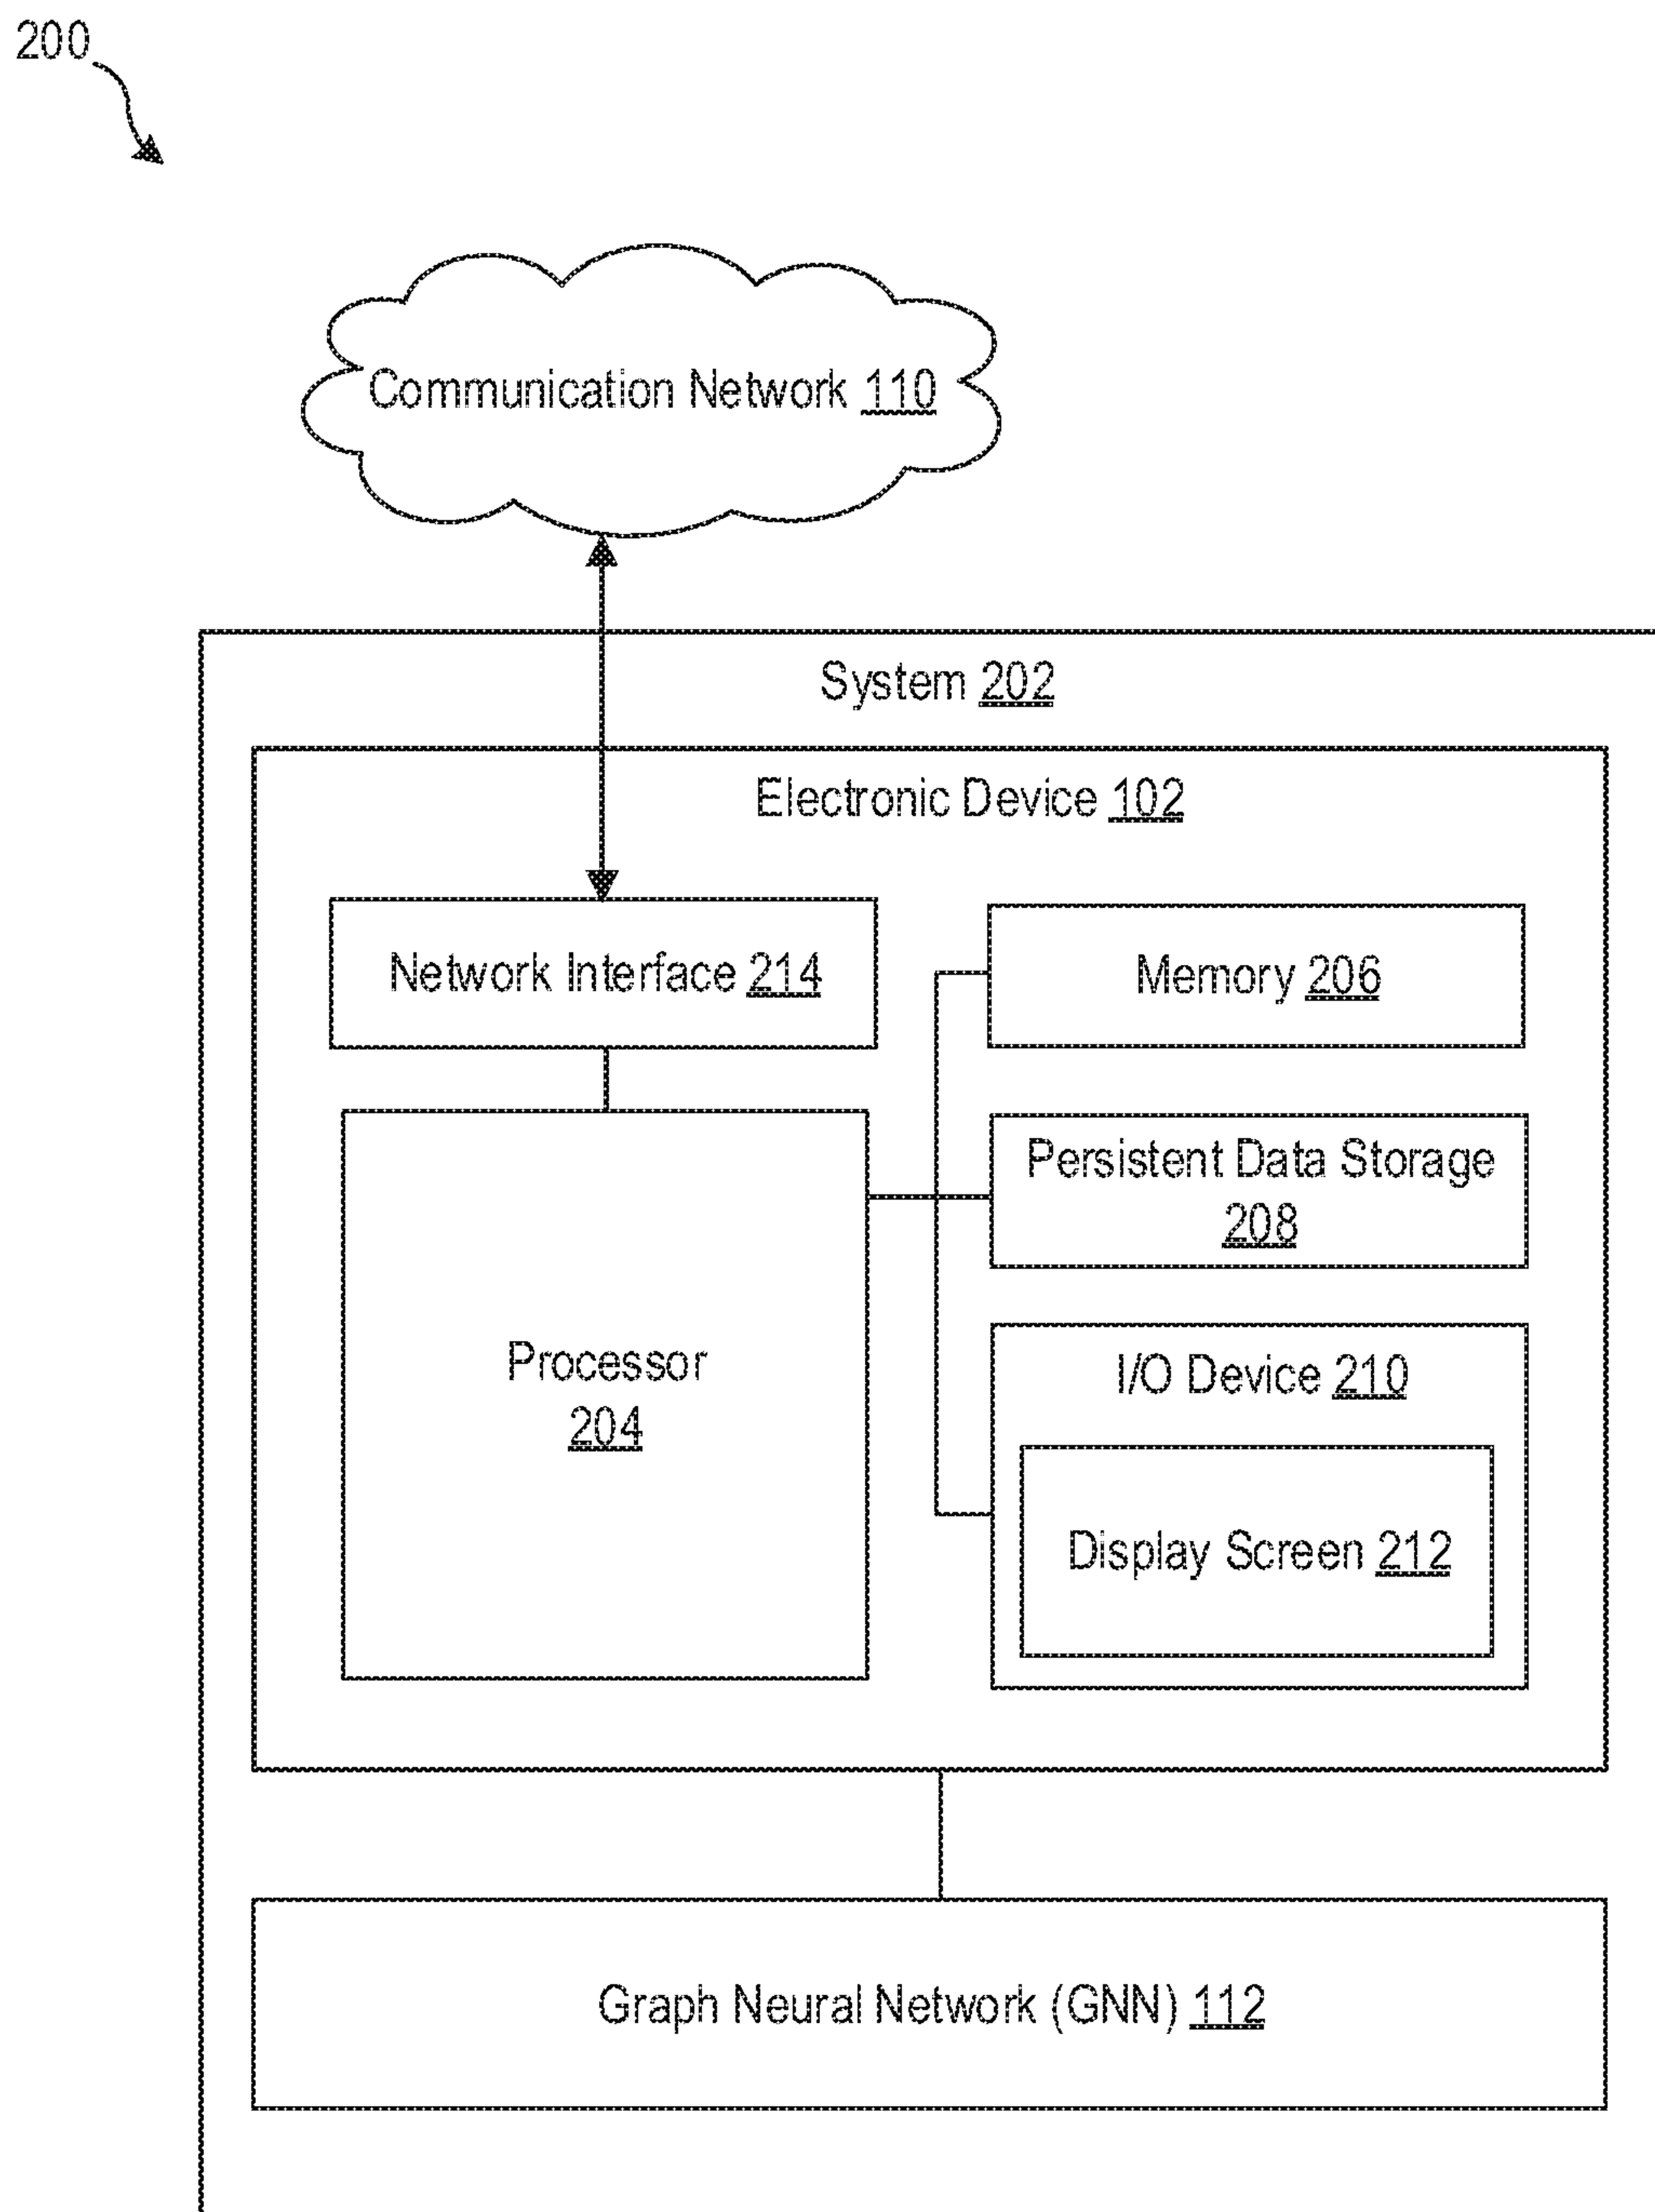 200
Communication Network 110
System 202
Electronic Device 102
Network Interface 214
Memory 206
Persistent Data Storage
208
Processor
204
I/O Device 210
Display Screen 212
Graph Neural Network (GNN) 112